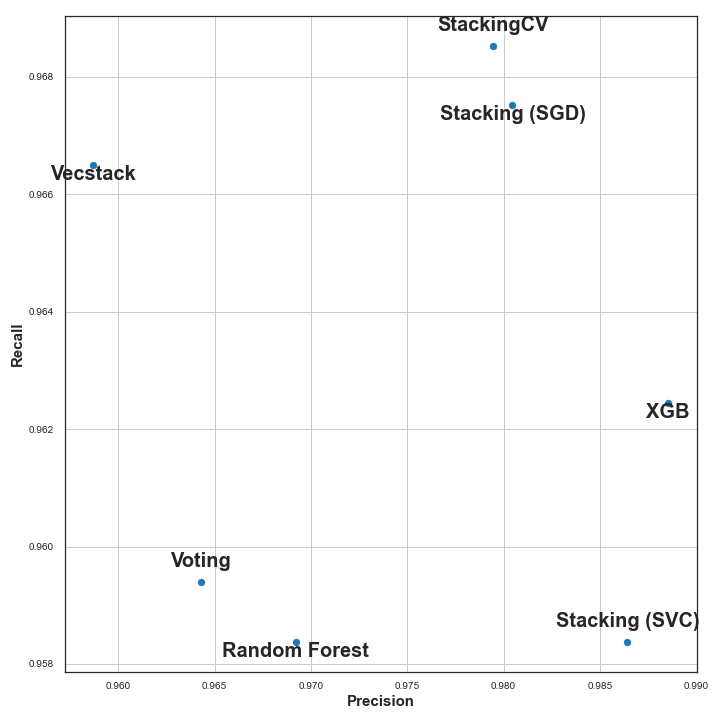 StackingCV
0.968
Stacking (SGD)
Vecstack
0.966
0.964
Recall
XGB
0.962
Voting
0.960
Stacking (SVC)
Random Forest
0.958
0.960 0.965 0.970 0.975 0.980 0.985 0.990
Precision